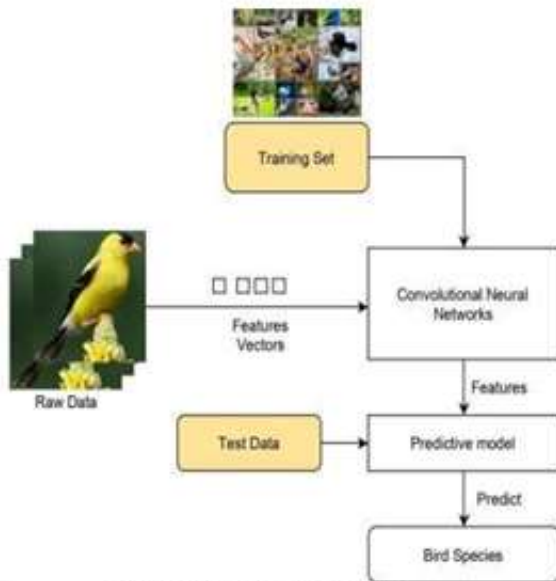 Training Set
Convolutional Neural
Networks
Features
Vectors
Raw Data
Features
Test Data
Predictive model
Predict
Bird Species